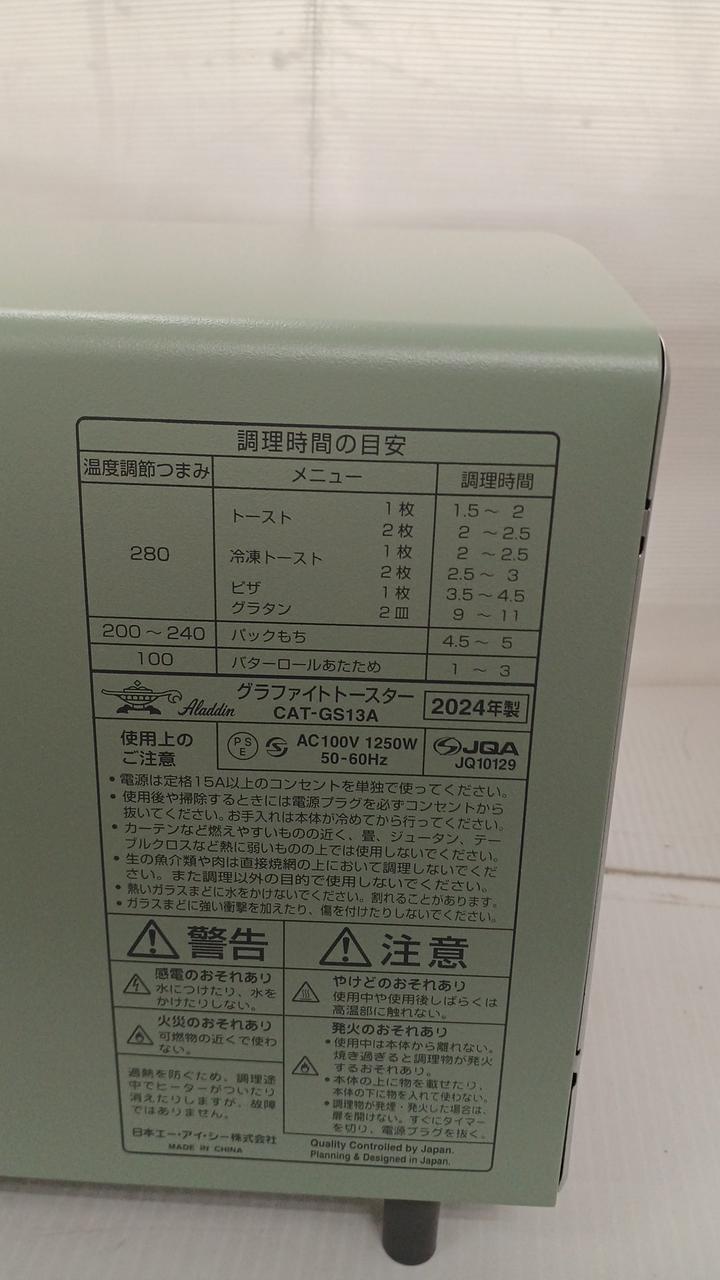 調理時間の目安
温度調節つまみ メニュー 調理時間
280 トースト 1枚 1.5～ 2
2枚 2 ～2.5
冷凍トースト 1枚 2 ～2.5
2枚 2.5～ 3
ピザ 1枚 3.5～4.5
グラタン 2皿 9 ～ 11
200～240 パックもち 4.5～ 5
100 バターロールあたため 1 ～ 3
Aladdin
グラファイトトースター
CAT-GS13A
2024年製
使用上の
ご注意
PS
E
AC100V 1250W
50-60Hz
JQA
JQ10129
• 電源は定格15A以上のコンセントを単独で使ってください。
• 使用後や掃除するときには電源プラグを必ずコンセントから
抜いてください。お手入れは本体が冷めてから行ってください。
• カーテンなど燃えやすいものの近く、畳、ジュータン、テー
ブルクロスなど熱に弱いものの上では使用しないでください。
• 生の魚介類や肉は直接焼網の上において調理しないでくだ
さい。また調理以外の目的で使用しないでください。
• 熱いガラスまどに水をかけないでください。割れることがあります。
• ガラスまどに強い衝撃を加えたり、傷を付けたりしないでください。
警告
感電のおそれあり
水につけたり、水を
かけたりしない。
火災のおそれあり
可燃物の近くで使わ
ない。
過熱を防ぐため、調理途
中でヒーターがついたり
消えたりしますが、故障
ではありません。
日本エー・アイ・シー株式会社
MADE IN CHINA
注意
やけどのおそれあり
使用中や使用後しばらくは
高温部に触れない。
発火のおそれあり
• 使用中は本体から離れない。
焼き過ぎると調理物が発火
するおそれあり。
• 本体の上に物を載せたり、
本体の下に物を入れて使わない。
• 調理物が発煙・発火した場合は、
扉を開けない。すぐにタイマー
を切り、電源プラグを抜く。
Quality Controlled by Japan.
Planning & Designed in Japan.